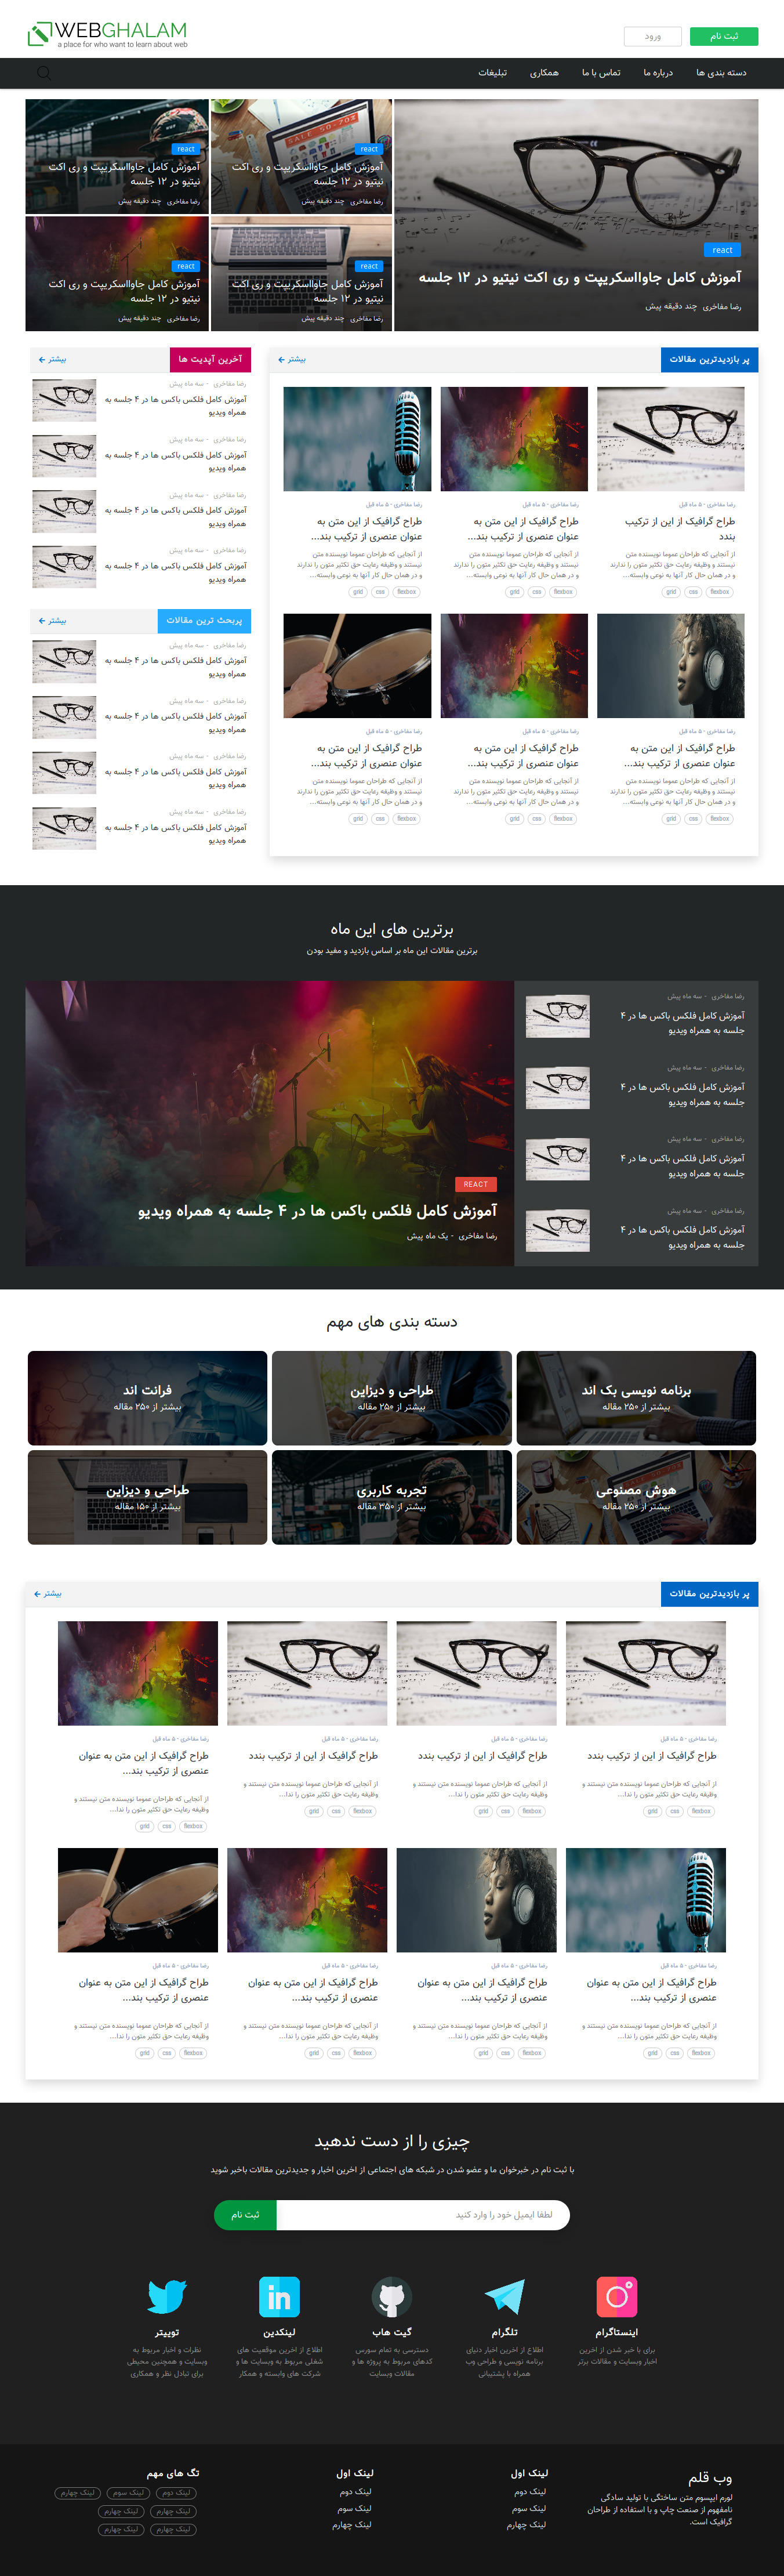 WEBGHALAM
a place for who want to learn about web
ثبت نام
ورود
دسته بندی ها
درباره ما
تماس با ما
همکاری
تبلیغات
react
آموزش کامل جاوااسکریپت و ری اکت نیتیو در ۱۲ جلسه
رضا مفاخری چند دقیقه پیش
react
آموزش کامل جاوااسکریپت و ری اکت
نیتیو در ۱۲ جلسه
رضا مفاخری چند دقیقه پیش
react
آموزش کامل جاوااسکریپت و ری اکت
نیتیو در ۱۲ جلسه
رضا مفاخری چند دقیقه پیش
react
آموزش کامل جاوااسکریپت و ری اکت
نیتیو در ۱۲ جلسه
رضا مفاخری چند دقیقه پیش
react
آموزش کامل جاوااسکریپت و ری اکت
نیتیو در ۱۲ جلسه
رضا مفاخری چند دقیقه پیش
پر بازدیدترین مقالات
بیشتر
رضا مفاخری - ۵ ماه قبل
طراح گرافیک از این از ترکیب
بندد
از آنجایی که طراحان عموما نویسنده متن
نیستند و وظیفه رعایت حق تکثیر متون را ندارند
و در همان حال کار آنها به نوعی وابسته...
flexbox css grid
رضا مفاخری - ۵ ماه قبل
طراح گرافیک از این متن به
عنوان عنصری از ترکیب بند...
از آنجایی که طراحان عموما نویسنده متن
نیستند و وظیفه رعایت حق تکثیر متون را ندارند
و در همان حال کار آنها به نوعی وابسته...
flexbox css grid
رضا مفاخری - ۵ ماه قبل
طراح گرافیک از این متن به
عنوان عنصری از ترکیب بند...
از آنجایی که طراحان عموما نویسنده متن
نیستند و وظیفه رعایت حق تکثیر متون را ندارند
و در همان حال کار آنها به نوعی وابسته...
flexbox css grid
رضا مفاخری - ۵ ماه قبل
طراح گرافیک از این متن به
عنوان عنصری از ترکیب بند...
از آنجایی که طراحان عموما نویسنده متن
نیستند و وظیفه رعایت حق تکثیر متون را ندارند
و در همان حال کار آنها به نوعی وابسته...
flexbox css grid
رضا مفاخری - ۵ ماه قبل
طراح گرافیک از این متن به
عنوان عنصری از ترکیب بند...
از آنجایی که طراحان عموما نویسنده متن
نیستند و وظیفه رعایت حق تکثیر متون را ندارند
و در همان حال کار آنها به نوعی وابسته...
flexbox css grid
رضا مفاخری - ۵ ماه قبل
طراح گرافیک از این متن به
عنوان عنصری از ترکیب بند...
از آنجایی که طراحان عموما نویسنده متن
نیستند و وظیفه رعایت حق تکثیر متون را ندارند
و در همان حال کار آنها به نوعی وابسته...
flexbox css grid
آخرین آپدیت ها
بیشتر
رضا مفاخری - سه ماه پیش
آموزش کامل فلکس باکس ها در ۴ جلسه به
همراه ویدیو
رضا مفاخری - سه ماه پیش
آموزش کامل فلکس باکس ها در ۴ جلسه به
همراه ویدیو
رضا مفاخری - سه ماه پیش
آموزش کامل فلکس باکس ها در ۴ جلسه به
همراه ویدیو
رضا مفاخری - سه ماه پیش
آموزش کامل فلکس باکس ها در ۴ جلسه به
همراه ویدیو
پربحث ترین مقالات
بیشتر
رضا مفاخری - سه ماه پیش
آموزش کامل فلکس باکس ها در ۴ جلسه به
همراه ویدیو
رضا مفاخری - سه ماه پیش
آموزش کامل فلکس باکس ها در ۴ جلسه به
همراه ویدیو
رضا مفاخری - سه ماه پیش
آموزش کامل فلکس باکس ها در ۴ جلسه به
همراه ویدیو
رضا مفاخری - سه ماه پیش
آموزش کامل فلکس باکس ها در ۴ جلسه به
همراه ویدیو
برترین های این ماه
برترین مقالات این ماه بر اساس بازدید و مفید بودن
رضا مفاخری - سه ماه پیش
آموزش کامل فلکس باکس ها در ۴
جلسه به همراه ویدیو
رضا مفاخری - سه ماه پیش
آموزش کامل فلکس باکس ها در ۴
جلسه به همراه ویدیو
رضا مفاخری - سه ماه پیش
آموزش کامل فلکس باکس ها در ۴
جلسه به همراه ویدیو
رضا مفاخری - سه ماه پیش
آموزش کامل فلکس باکس ها در ۴
جلسه به همراه ویدیو
REACT
آموزش کامل فلکس باکس ها در ۴ جلسه به همراه ویدیو
رضا مفاخری - یک ماه پیش
دسته بندی های مهم
برنامه نویسی بک اند
بیشتر از ۲۵۰ مقاله
طراحی و دیزاین
بیشتر از ۲۵۰ مقاله
فرانت اند
بیشتر از ۲۵۰ مقاله
هوش مصنوعی
بیشتر از ۲۵۰ مقاله
تجربه کاربری
بیشتر از ۳۵۰ مقاله
طراحی و دیزاین
بیشتر از ۱۵۰ مقاله
پر بازدیدترین مقالات
بیشتر
رضا مفاخری - ۵ ماه قبل
طراح گرافیک از این از ترکیب بندد
از آنجایی که طراحان عموما نویسنده متن نیستند و
وظیفه رعایت حق تکثیر متون را ندا...
flexbox css grid
رضا مفاخری - ۵ ماه قبل
طراح گرافیک از این از ترکیب بندد
از آنجایی که طراحان عموما نویسنده متن نیستند و
وظیفه رعایت حق تکثیر متون را ندا...
flexbox css grid
رضا مفاخری - ۵ ماه قبل
طراح گرافیک از این از ترکیب بندد
از آنجایی که طراحان عموما نویسنده متن نیستند و
وظیفه رعایت حق تکثیر متون را ندا...
flexbox css grid
رضا مفاخری - ۵ ماه قبل
طراح گرافیک از این متن به عنوان
عنصری از ترکیب بند...
از آنجایی که طراحان عموما نویسنده متن نیستند و
وظیفه رعایت حق تکثیر متون را ندا...
flexbox css grid
رضا مفاخری - ۵ ماه قبل
طراح گرافیک از این متن به عنوان
عنصری از ترکیب بند...
از آنجایی که طراحان عموما نویسنده متن نیستند و
وظیفه رعایت حق تکثیر متون را ندا...
flexbox css grid
رضا مفاخری - ۵ ماه قبل
طراح گرافیک از این متن به عنوان
عنصری از ترکیب بند...
از آنجایی که طراحان عموما نویسنده متن نیستند و
وظیفه رعایت حق تکثیر متون را ندا...
flexbox css grid
رضا مفاخری - ۵ ماه قبل
طراح گرافیک از این متن به عنوان
عنصری از ترکیب بند...
از آنجایی که طراحان عموما نویسنده متن نیستند و
وظیفه رعایت حق تکثیر متون را ندا...
flexbox css grid
رضا مفاخری - ۵ ماه قبل
طراح گرافیک از این متن به عنوان
عنصری از ترکیب بند...
از آنجایی که طراحان عموما نویسنده متن نیستند و
وظیفه رعایت حق تکثیر متون را ندا...
flexbox css grid
چیزی را از دست ندهید
با ثبت نام در خبرخوان ما و عضو شدن در شبکه های اجتماعی از اخرین اخبار و جدیدترین مقالات باخبر شوید
لطفا ایمیل خود را وارد کنید
ثبت نام
اینستاگرام
برای با خبر شدن از اخرین
اخبار وبسایت و مقالات برتر
تلگرام
اطلاع از اخرین اخبار دنیای
برنامه نویسی و طراحی وب
همراه با پشتیبانی
گیت هاب
دسترسی به تمام سورس
کدهای مربوط به پروژه ها و
مقالات وبسایت
لینکدین
اطلاع از اخرین موقعیت های
شغلی مربوط به وبسایت ها و
شرکت های وابسته و همکار
توییتر
نظرات و اخبار مربوط به
وبسایت و همچنین محیطی
برای تبادل نظر و همکاری
وب قلم
لورم ایپسوم متن ساختگی با تولید سادگی
نامفهوم از صنعت چاپ و با استفاده از طراحان
گرافیک است.
لینک اول
لینک دوم
لینک سوم
لینک چهارم
لینک اول
لینک دوم
لینک سوم
لینک چهارم
تگ های مهم
لینک دوم لینک سوم لینک چهارم
لینک چهارم لینک چهارم
لینک چهارم لینک چهارم